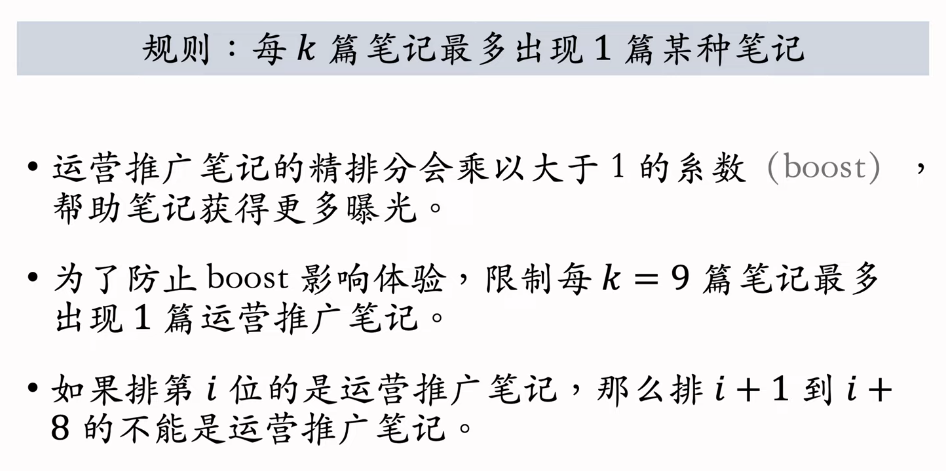 规则：每 k 篇笔记最多出现 1 篇某种笔记
• 运营推广笔记的精排分会乘以大于 1 的系数（boost），
帮助笔记获得更多曝光。
• 为了防止 boost 影响体验，限制每 k = 9 篇笔记最多
出现 1 篇运营推广笔记。
• 如果排第 i 位的是运营推广笔记，那么排 i + 1 到 i +
8 的不能是运营推广笔记。